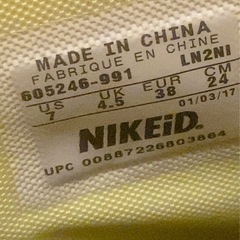 MADE IN CHINA
FABRIQUE EN CHINE
605246-991 LN2NI
US UK EUR CM
7 4.5 38 24
01/03/17
NIKEiD.
UPC 00887226803864